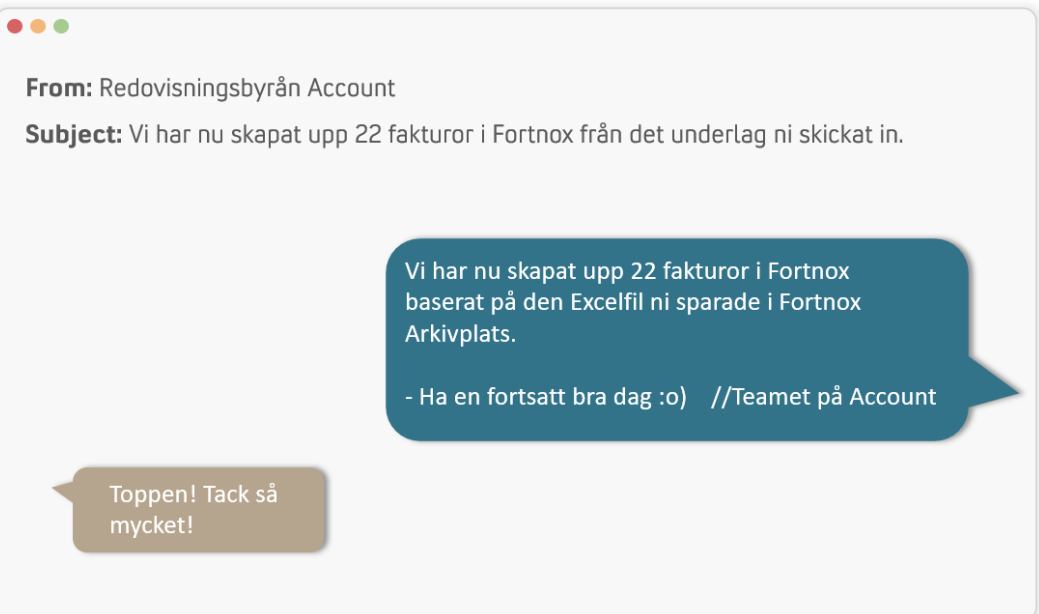 From: Redovisningsbyrån Account
Subject: Vi har nu skapat upp 22 fakturor i Fortnox från det underlag ni skickat in.
Vi har nu skapat upp 22 fakturor i Fortnox
baserat på den Excelfil ni sparade i Fortnox
Arkivplats.
- Ha en fortsatt bra dag :o) //Teamet på Account
Toppen! Tack så
mycket!